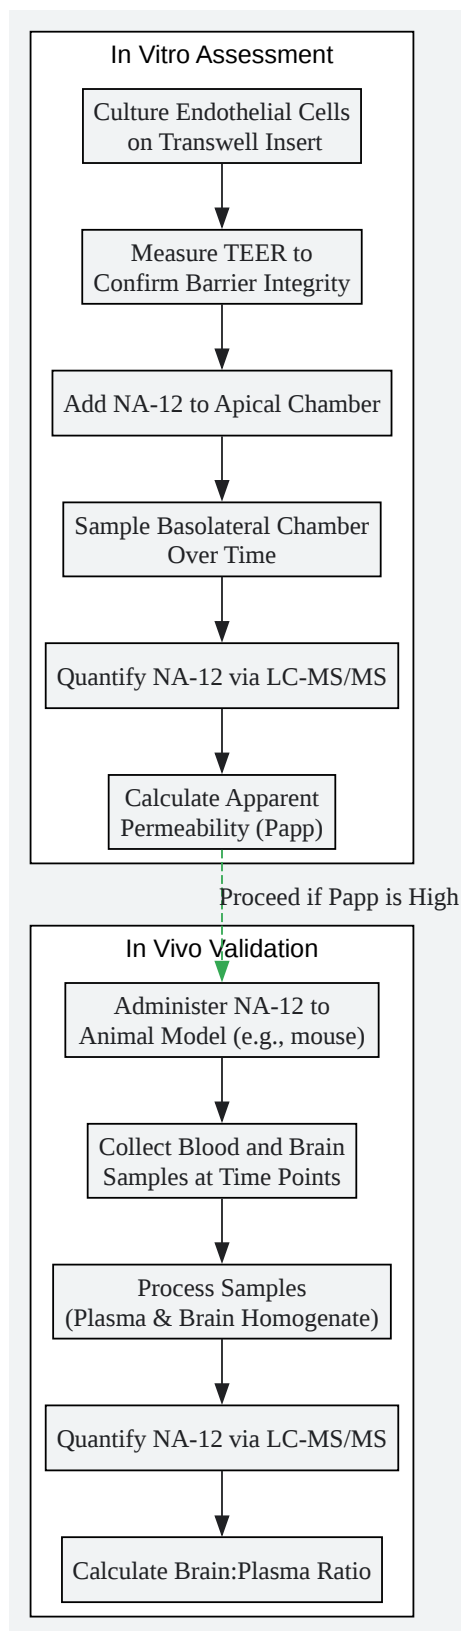 In Vitro Assessment
Culture Endothelial Cells
on Transwell Insert
Measure TEER to
Confirm Barrier Integrity
Add NA-12 to Apical Chamber
Sample Basolateral Chamber
Over Time
Quantify NA-12 via LC-MS/MS
Calculate Apparent
Permeability (Papp)
Proceed if Papp is High
In Vivo Validation
Administer NA-12 to
Animal Model (e.g., mouse)
Collect Blood and Brain
Samples at Time Points
Process Samples
(Plasma & Brain Homogenate)
Quantify NA-12 via LC-MS/MS
Calculate Brain:Plasma Ratio